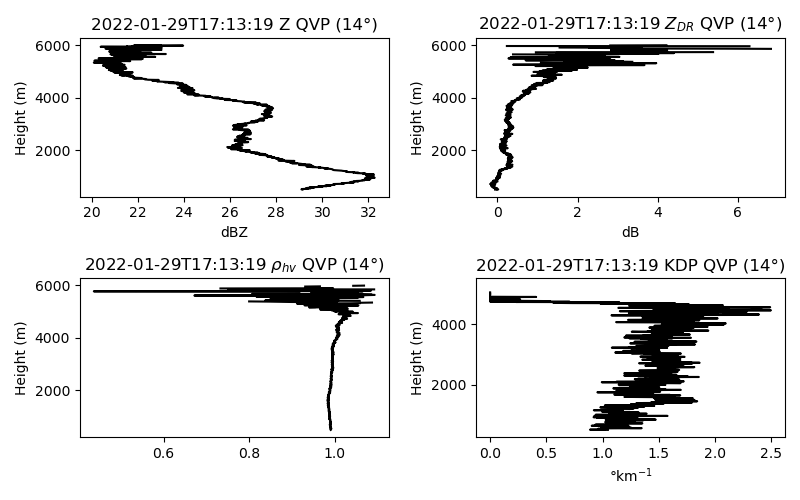 2022-01-29T17:13:19 Z QVP (14°)
6000
4000
2000
Height (m)
20 22 24 26 28 30 32
dBZ
2022-01-29T17:13:19 Z_DR QVP (14°)
6000
4000
2000
Height (m)
0 2 4 6
dB
2022-01-29T17:13:19 ρ_hv QVP (14°)
6000
4000
2000
Height (m)
0.6 0.8 1.0
2022-01-29T17:13:19 KDP QVP (14°)
4000
2000
Height (m)
0.0 0.5 1.0 1.5 2.0 2.5
°km⁻¹